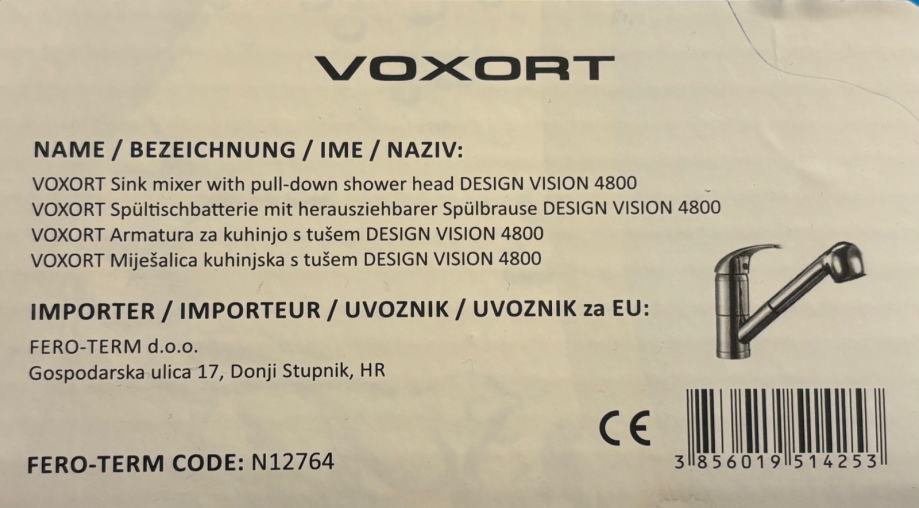 VOXORT
NAME / BEZEICHNUNG / IME / NAZIV:
VOXORT Sink mixer with pull-down shower head DESIGN VISION 4800
VOXORT Spültischbatterie mit herausziehbarer Spülbrause DESIGN VISION 4800
VOXORT Armatura za kuhinjo s tušem DESIGN VISION 4800
VOXORT Miješalica kuhinjska s tušem DESIGN VISION 4800
IMPORTER / IMPORTEUR / UVOZNIK / UVOZNIK za EU:
FERO-TERM d.o.o.
Gospodarska ulica 17, Donji Stupnik, HR
CE
FERO-TERM CODE: N12764
3 856019 514253